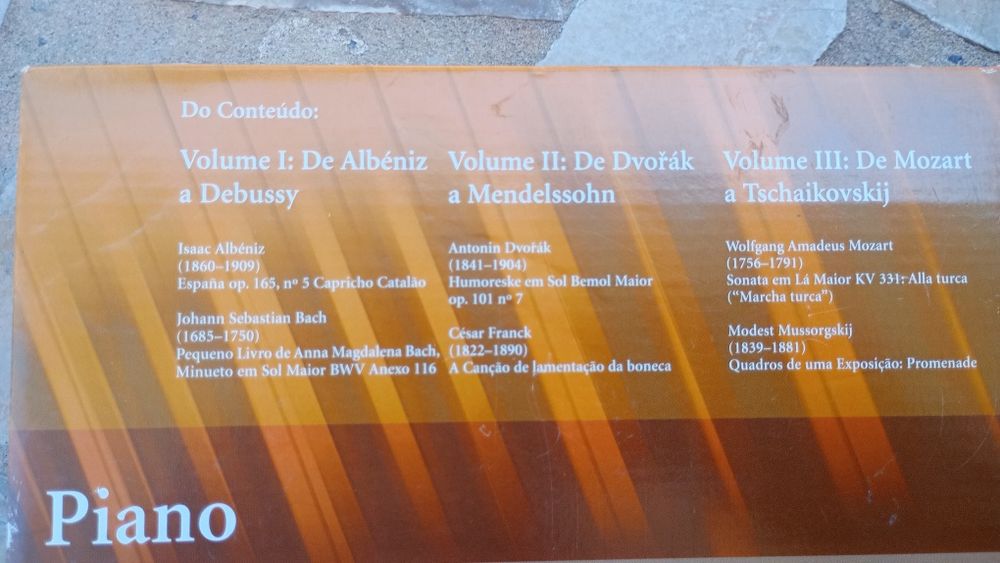 Do Conteúdo:
Volume I: De Albéniz
a Debussy
Isaac Albéniz
(1860–1909)
España op. 165, nº 5 Capricho Catalão
Johann Sebastian Bach
(1685–1750)
Pequeno Livro de Anna Magdalena Bach,
Minueto em Sol Maior BWV Anexo 116
Volume II: De Dvořák
a Mendelssohn
Antonin Dvořák
(1841–1904)
Humoreske em Sol Bemol Maior
op. 101 nº 7
César Franck
(1822–1890)
A Canção de lamentação da boneca
Volume III: De Mozart
a Tschaikovskij
Wolfgang Amadeus Mozart
(1756–1791)
Sonata em Lá Maior KV 331: Alla turca
(“Marcha turca”)
Modest Mussorgskij
(1839–1881)
Quadros de uma Exposição: Promenade
Piano